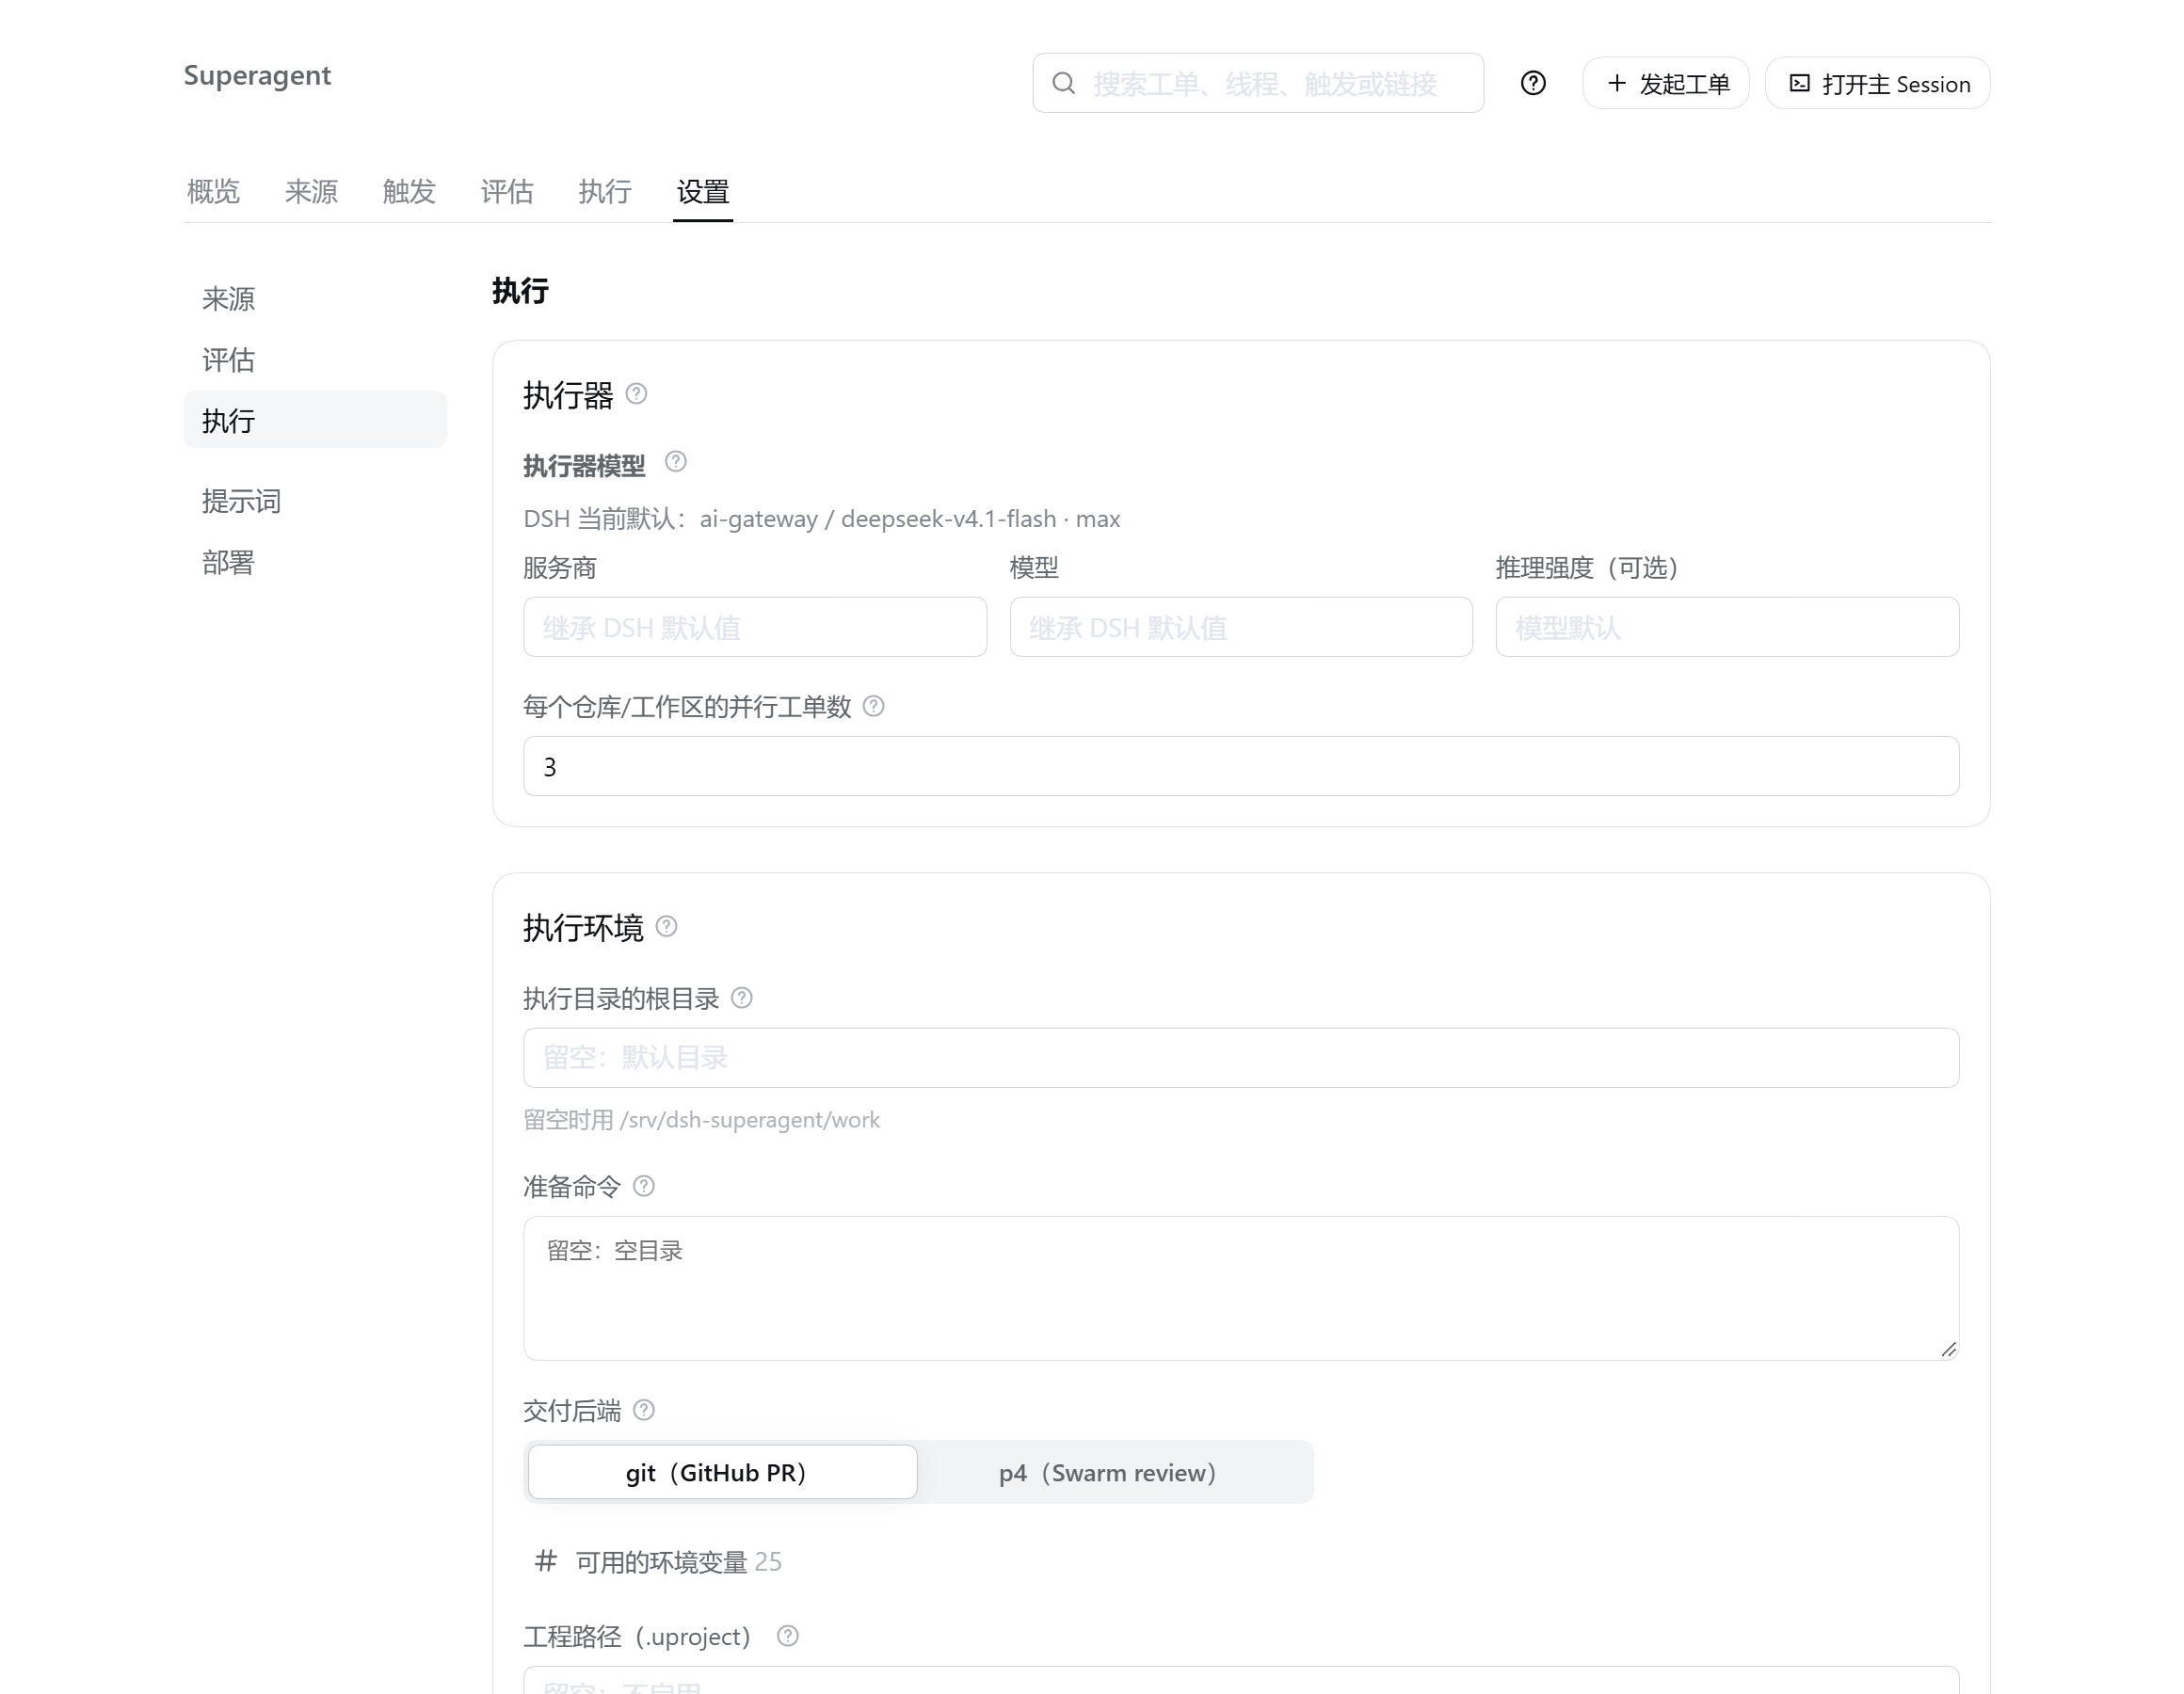 Superagent
搜索工单、线程、触发或链接
发起工单
打开主 Session
概览 来源 触发 评估 执行 设置
来源
评估
执行
提示词
部署
执行
执行器
执行器模型
DSH 当前默认：ai-gateway / deepseek-v4.1-flash · max
服务商 模型 推理强度（可选）
继承 DSH 默认值 继承 DSH 默认值 模型默认
每个仓库/工作区的并行工单数
3
执行环境
执行目录的根目录
留空：默认目录
留空时用 /srv/dsh-superagent/work
准备命令
留空：空目录
交付后端
git（GitHub PR） p4（Swarm review）
# 可用的环境变量 25
工程路径（.uproject）
留空：不启用